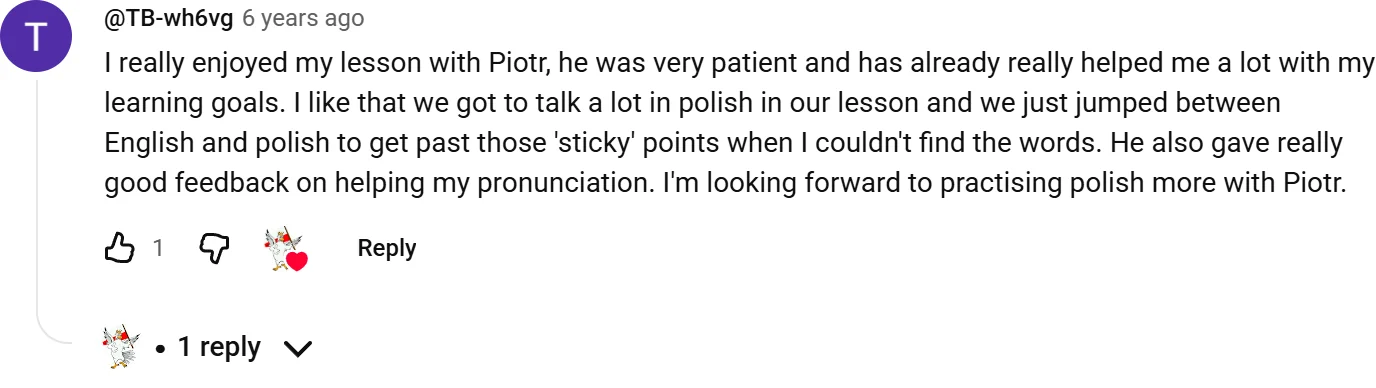 T
@TB-wh6vg 6 years ago
I really enjoyed my lesson with Piotr, he was very patient and has already really helped me a lot with my
learning goals. I like that we got to talk a lot in polish in our lesson and we just jumped between
English and polish to get past those 'sticky' points when I couldn't find the words. He also gave really
good feedback on helping my pronunciation. I'm looking forward to practising polish more with Piotr.
1 Reply
• 1 reply